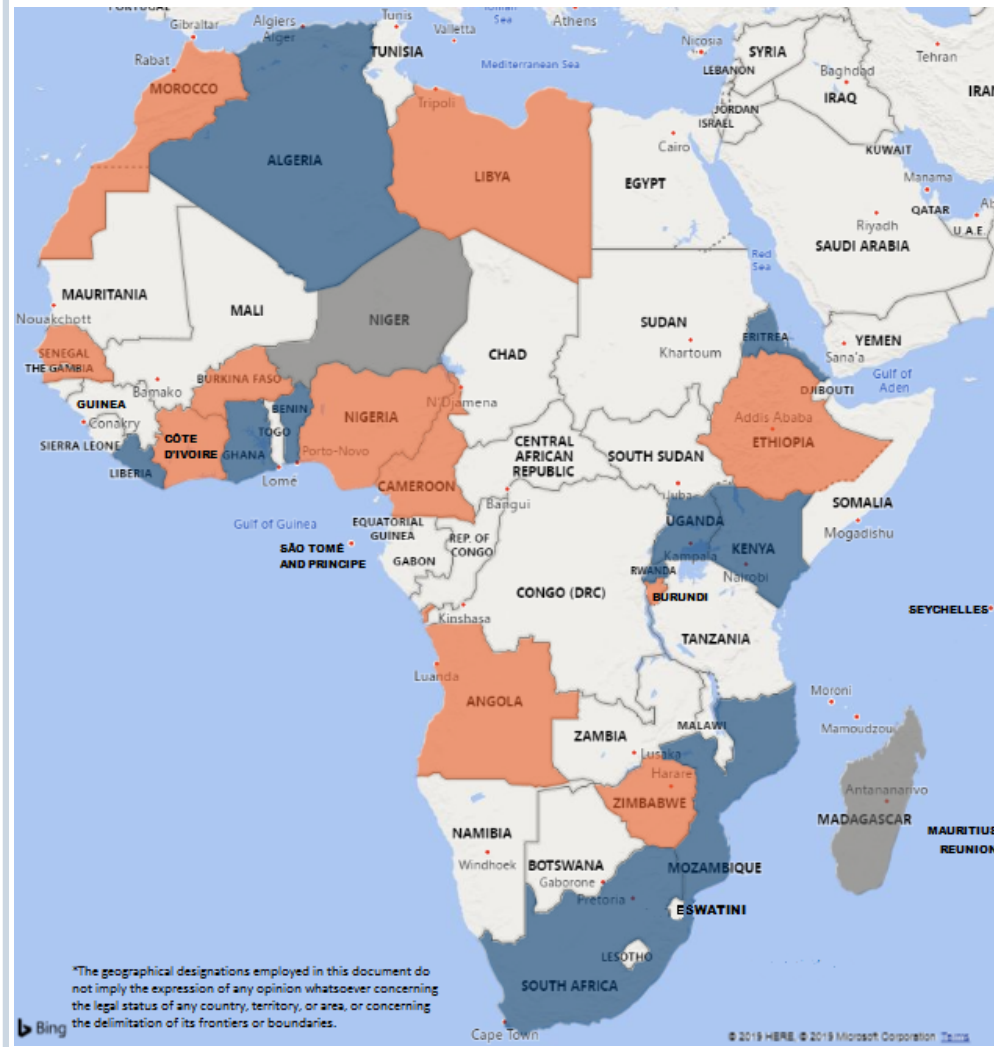 PORTUGAL
Gibraltar
Algiers
Alger
Tunis
Valletta
Ionian
Sea
Athens
Nicosia
SYRIA
Tehran
Rabat
TUNISIA
Mediterranean Sea
LEBANON
Baghdad
MOROCCO
Tripoli
IRAQ
IRAN
JORDAN
ISRAEL
Cairo
KUWAIT
ALGERIA
LIBYA
EGYPT
Manama
QATAR
Riyadh
U.A.E.
SAUDI ARABIA
Red
Sea
MAURITANIA
MALI
NIGER
Nouakchott
SUDAN
ERITREA
YEMEN
SENEGAL
CHAD
Khartoum
Sana'a
THE GAMBIA
BURKINA FASO
Gulf of
Aden
Bamako
N'Djamena
DJIBOUTI
GUINEA
BENIN
NIGERIA
Conakry
Addis Ababa
SIERRA LEONE
CÔTE
D'IVOIRE
TOGO
GHANA
Porto-Novo
CENTRAL
AFRICAN
REPUBLIC
SOUTH SUDAN
ETHIOPIA
LIBERIA
Lomé
CAMEROON
Juba
Bangui
SOMALIA
Gulf of Guinea
EQUATORIAL
GUINEA
UGANDA
Mogadishu
SÃO TOMÉ
AND PRINCIPE
REP. OF
CONGO
GABON
Kampala
KENYA
RWANDA
Nairobi
CONGO (DRC)
BURUNDI
Kinshasa
SEYCHELLES
TANZANIA
Luanda
ANGOLA
Moroni
Mamoudzou
MALAWI
ZAMBIA
Lusaka
Harare
ZIMBABWE
Antananarivo
MADAGASCAR
MAURITIUS
REUNION
NAMIBIA
Windhoek
BOTSWANA
Gaborone
MOZAMBIQUE
Pretoria
ESWATINI
LESOTHO
SOUTH AFRICA
*The geographical designations employed in this document do
not imply the expression of any opinion whatsoever concerning
the legal status of any country, territory, or area, or concerning
the delimitation of its frontiers or boundaries.
Bing
Cape Town
© 2019 HERE, © 2019 Microsoft Corporation Terms